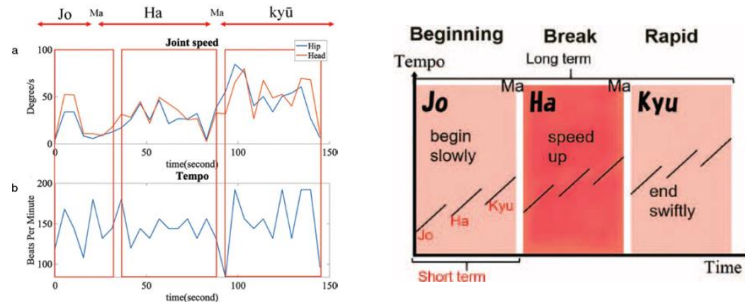 Jo Ma Ha Ma kyū
a
Joint speed
Hip
Head
100
50
0
Degree/s
0 50 100 150
time(second)
b
Tempo
200
150
100
Beats Per Minute
0 50 100 150
time(second)
Beginning Break Rapid
Long term
Tempo
Ma Ma
Jo Ha Kyu
begin
slowly
speed
up
end
swiftly
Jo Ha Kyu
Short term
Time